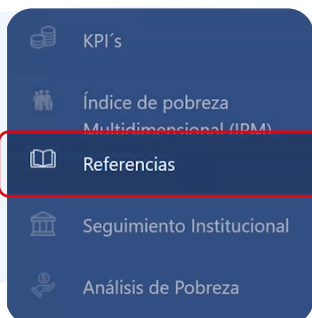 KPI´s
Índice de pobreza
Multidimensional (IPM)
Referencias
Seguimiento Institucional
Análisis de Pobreza